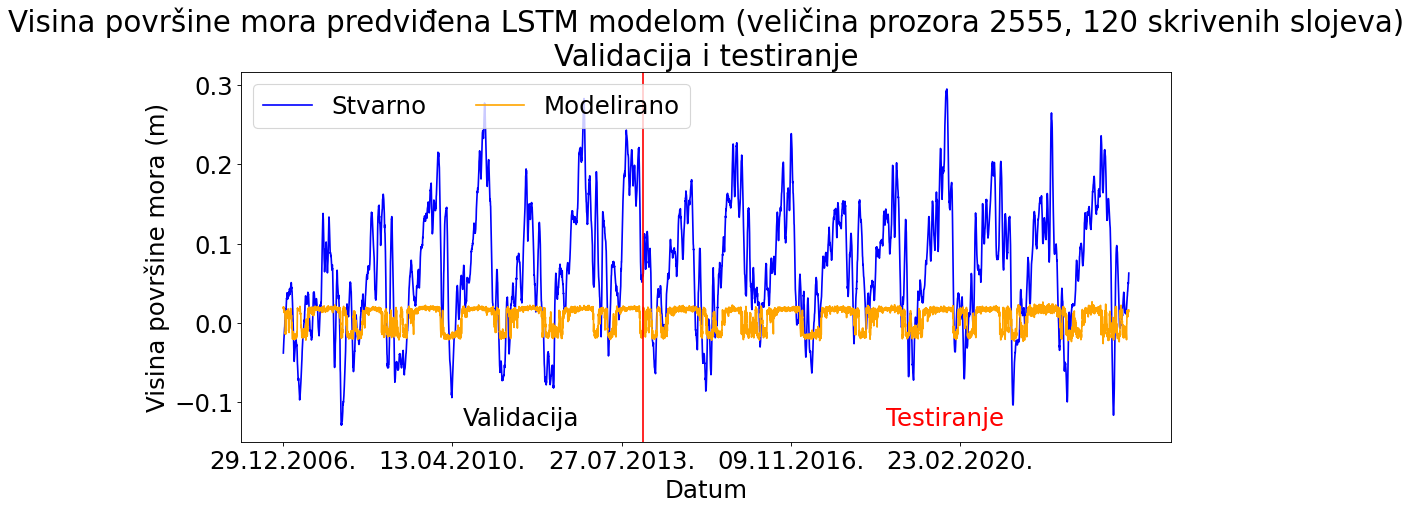 Visina površine mora predviđena LSTM modelom (veličina prozora 2555, 120 skrivenih slojeva)
Validacija i testiranje
Stvarno
Modelirano
Visina površine mora (m)
0.3
0.2
0.1
0.0
−0.1
Validacija
Testiranje
29.12.2006.
13.04.2010.
27.07.2013.
09.11.2016.
23.02.2020.
Datum